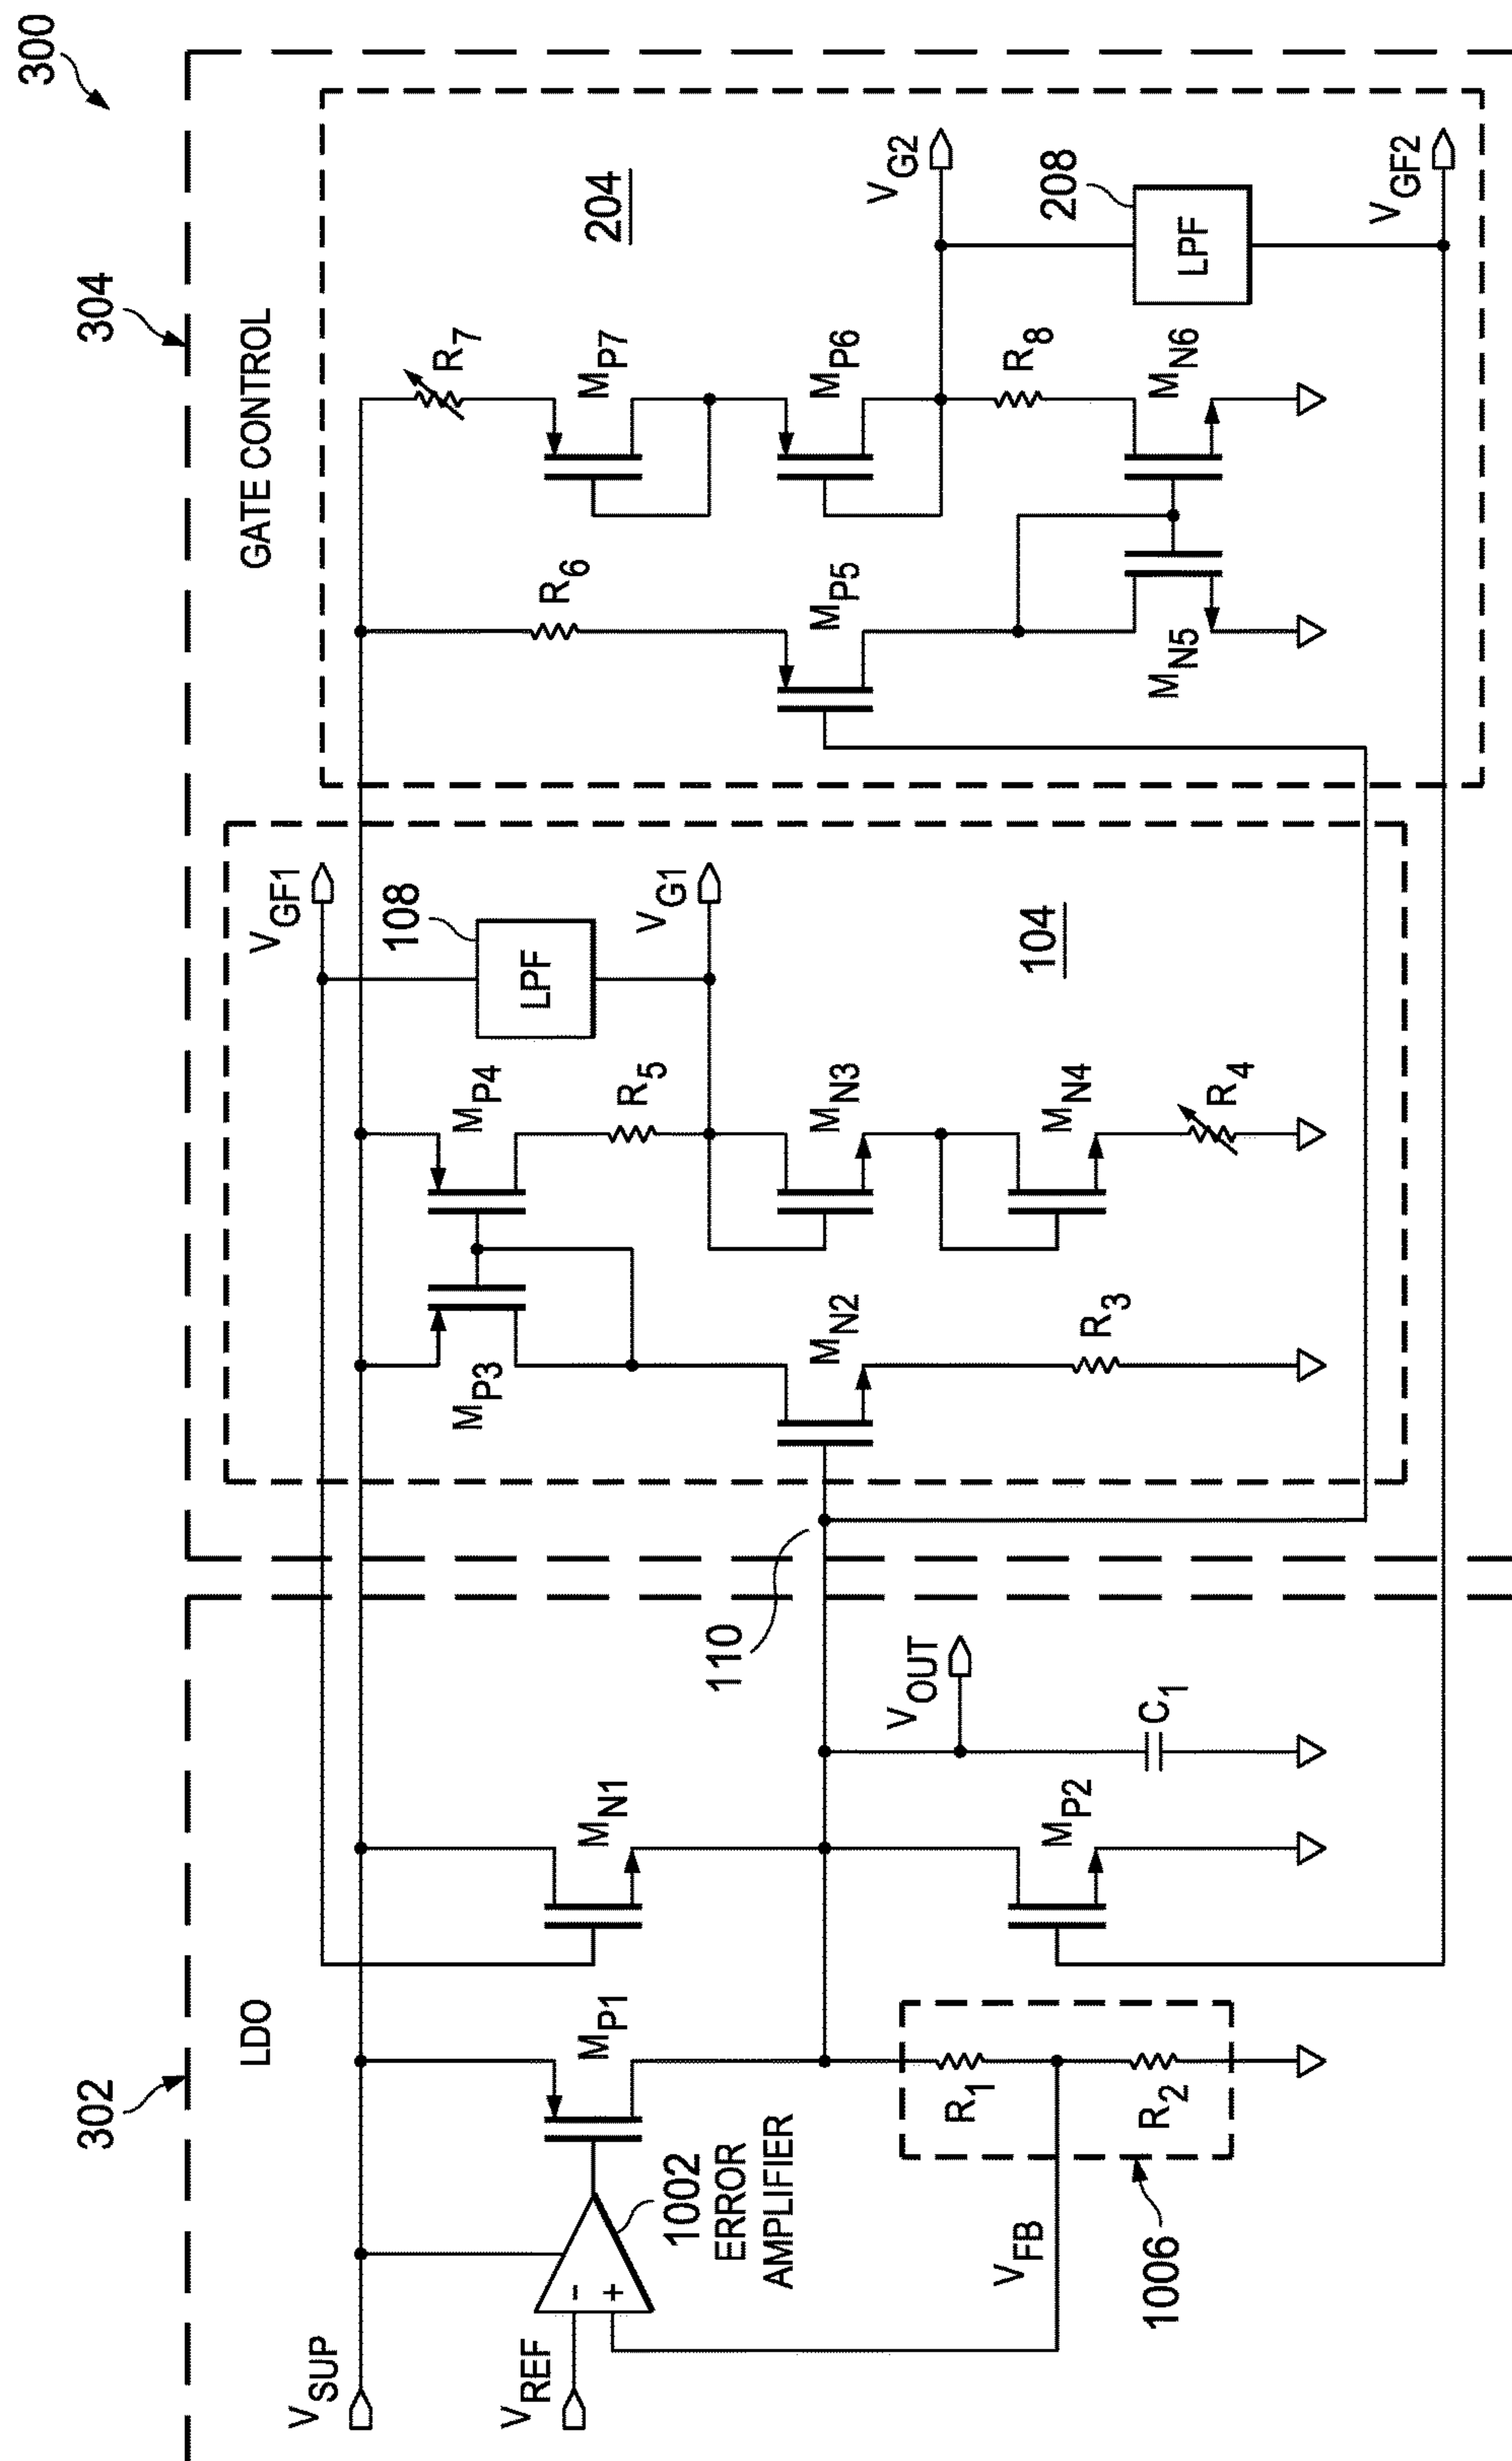 300
304
GATE CONTROL
204
V_G2
208
LPF
V_GF2
R_7
M_P7
M_P6
R_8
M_N6
R_6
M_P5
M_N5
V_GF1
108
LPF
V_G1
104
M_P4
R_5
M_N3
M_N4
R_4
M_P3
M_N2
R_3
110
302
LDO
V_OUT
C_1
M_N1
M_P2
M_P1
R_1
R_2
1002
ERROR
AMPLIFIER
-
+
V_FB
1006
V_SUP
V_REF